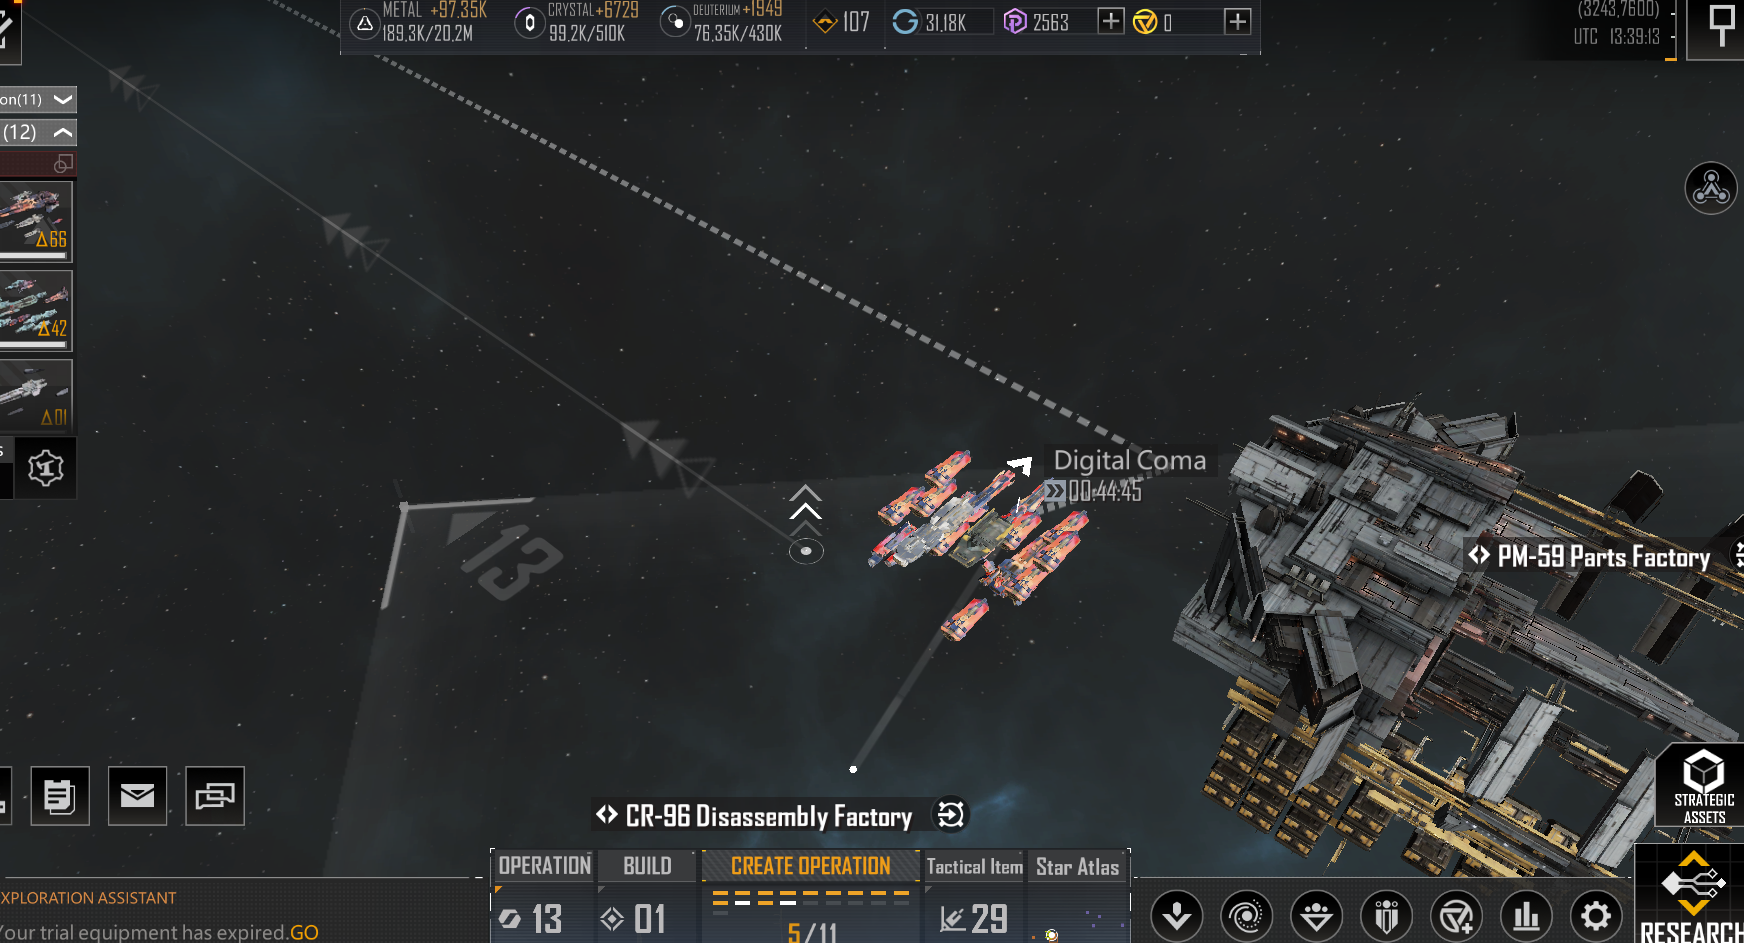 METAL +97.35K
189.3K/20.2M
CRYSTAL+6729
99.2K/510K
DEUTERIUM+1949
76.35K/430K
107
31.18K
2563
0
(3243,7600)
UTC 13:39:13
on(11)
(12)
66
42
01
S
13
Digital Coma
00:44:45
PM-59 Parts Factory
CR-96 Disassembly Factory
STRATEGIC
ASSETS
OPERATION
13
BUILD
01
CREATE OPERATION
5/11
Tactical Item
29
Star Atlas
XPLORATION ASSISTANT
Your trial equipment has expired.GO
RESEARCH